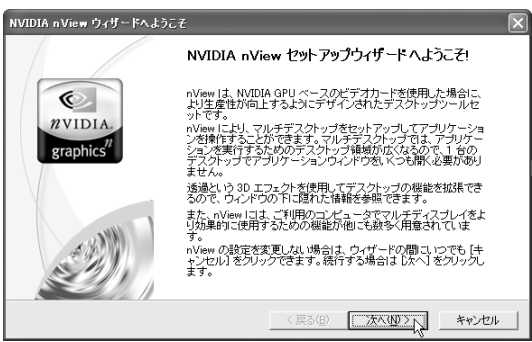 NVIDIA nView ウィザードへようこそ
NVIDIA nView セットアップウィザードへようこそ!
nView は、NVIDIA GPU ベースのビデオカードを使用した場合に、
より生産性が向上するようにデザインされたデスクトップツールセ
ットです。
nView により、マルチデスクトップをセットアップしてアプリケーショ
ンを操作することができます。マルチデスクトップでは、アプリケー
ションを実行するためのデスクトップ領域が広くなるので、1 台の
デスクトップでアプリケーションウィンドウをいくつも開く必要があり
ません。
透過という 3D エフェクトを使用してデスクトップの機能を拡張でき
るので、ウィンドウの下に隠れた情報を参照できます。
また、nView には、ご利用のコンピュータでマルチディスプレイをよ
り効果的に使用するための機能が他にも数多く用意されていま
す。
nView の設定を変更しない場合は、ウィザードの間にいつでも [キ
ャンセル] をクリックできます。続行する場合は [次へ] をクリックし
ます。
NVIDIA.
graphics
< 戻る(B)
次へ(N) >
キャンセル